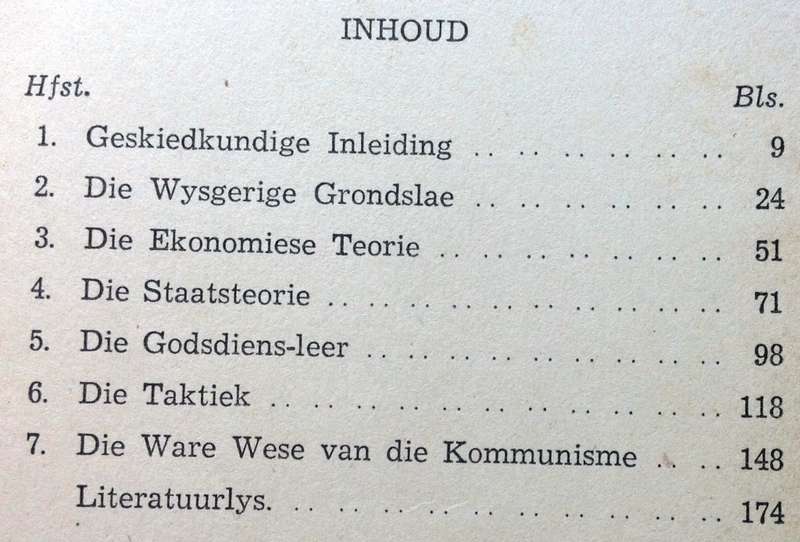 INHOUD
Hfst. Bls.
1. Geskiedkundige Inleiding .. .. .. .. .. .. 9
2. Die Wysgerige Grondslae .. .. .. .. .. .. 24
3. Die Ekonomiese Teorie .. .. .. .. .. .. .. 51
4. Die Staatsteorie .. .. .. .. .. .. .. .. .. 71
5. Die Godsdiens-leer .. .. .. .. .. .. .. .. 98
6. Die Taktiek .. .. .. .. .. .. .. .. .. .. .. 118
7. Die Ware Wese van die Kommunisme .. .. 148
Literatuurlys. .. .. .. .. .. .. .. .. .. .. 174